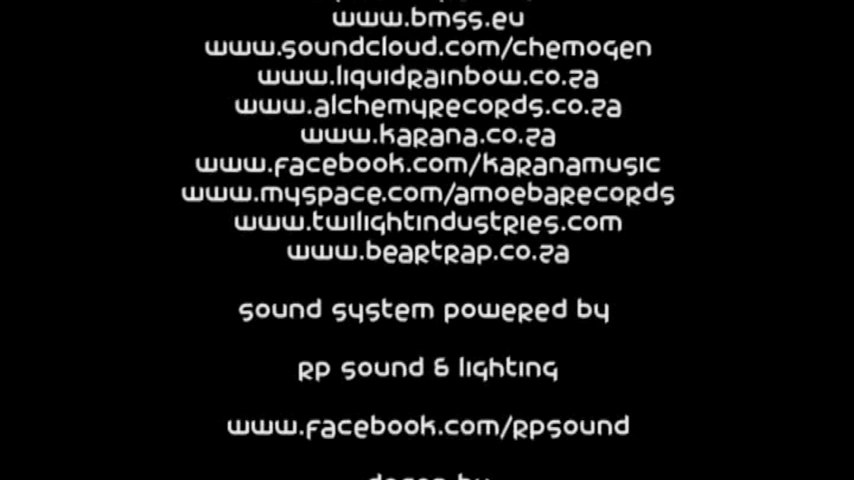 www.bmss.eu
www.soundcloud.com/chemogen
www.liquidrainbow.co.za
www.alchemyrecords.co.za
www.karana.co.za
www.facebook.com/karanamusic
www.myspace.com/amoebarecords
www.twilightindustries.com
www.beartrap.co.za
sound system powered by
rp sound & lighting
www.facebook.com/rpsound